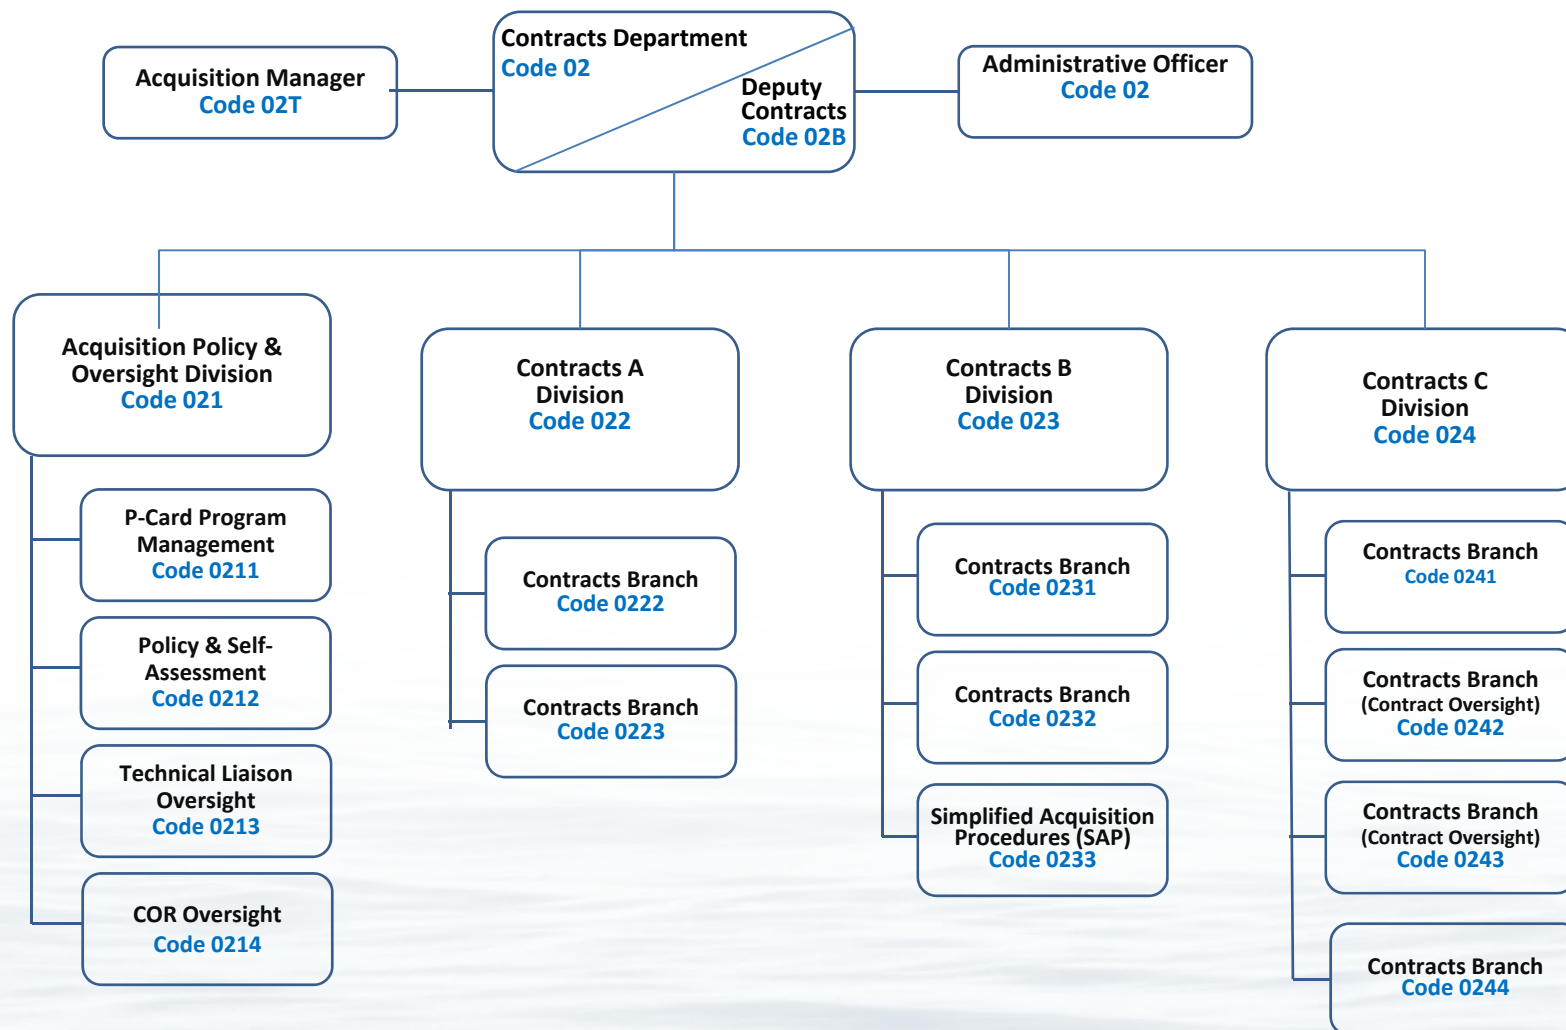 Acquisition Manager
Code 02T
Contracts Department
Code 02
Deputy
Contracts
Code 02B
Administrative Officer
Code 02
Acquisition Policy &
Oversight Division
Code 021
P-Card Program
Management
Code 0211
Policy & Self-
Assessment
Code 0212
Technical Liaison
Oversight
Code 0213
COR Oversight
Code 0214
Contracts A
Division
Code 022
Contracts Branch
Code 0222
Contracts Branch
Code 0223
Contracts B
Division
Code 023
Contracts Branch
Code 0231
Contracts Branch
Code 0232
Simplified Acquisition
Procedures (SAP)
Code 0233
Contracts C
Division
Code 024
Contracts Branch
Code 0241
Contracts Branch
(Contract Oversight)
Code 0242
Contracts Branch
(Contract Oversight)
Code 0243
Contracts Branch
Code 0244